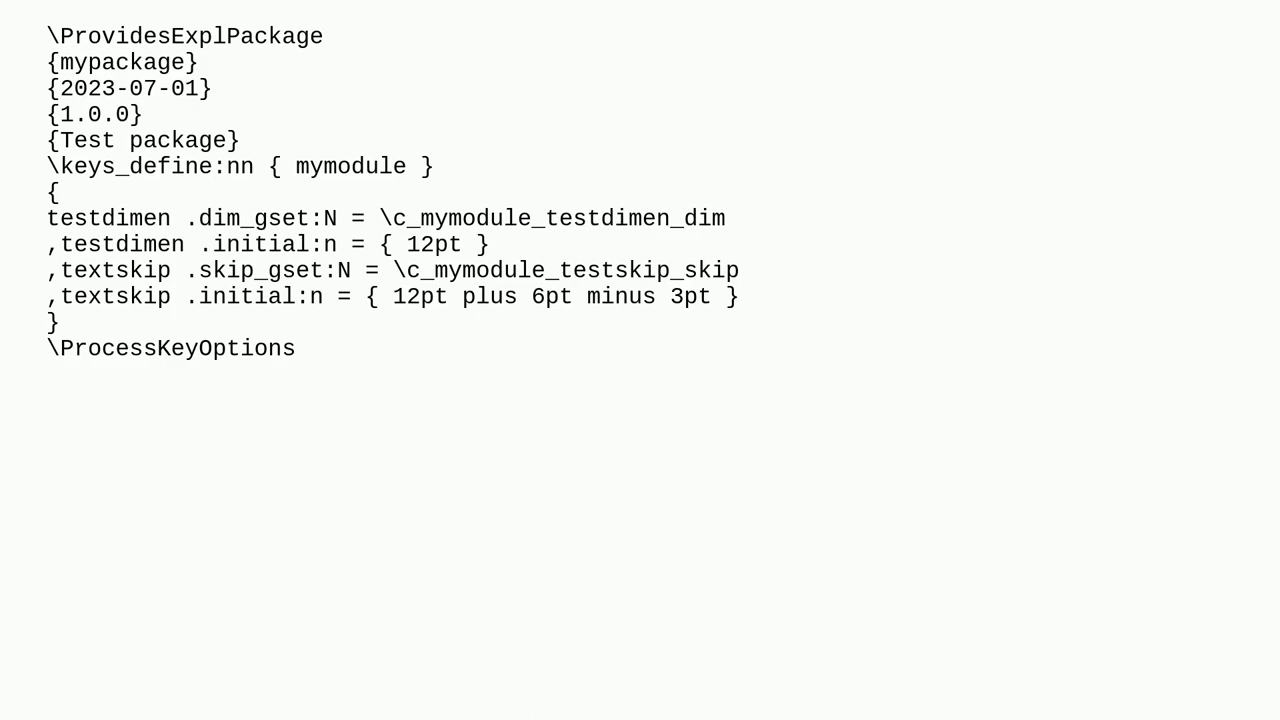 \ProvidesExplPackage
{mypackage}
{2023-07-01}
{1.0.0}
{Test package}
\keys_define:nn { mymodule }
{
testdimen .dim_gset:N = \c_mymodule_testdimen_dim
,testdimen .initial:n = { 12pt }
,textskip .skip_gset:N = \c_mymodule_testskip_skip
,textskip .initial:n = { 12pt plus 6pt minus 3pt }
}
\ProcessKeyOptions